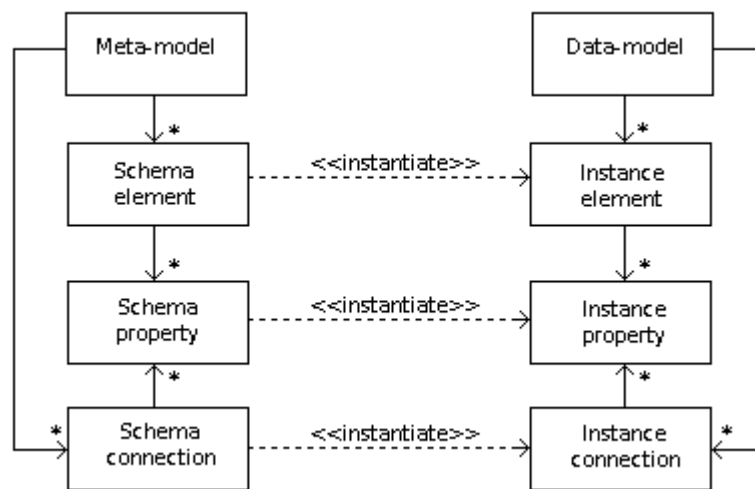 Meta-model
Data-model
*
*
Schema
element
<<instantiate>>
Instance
element
*
*
Schema
property
<<instantiate>>
Instance
property
*
*
*
*
Schema
connection
<<instantiate>>
Instance
connection